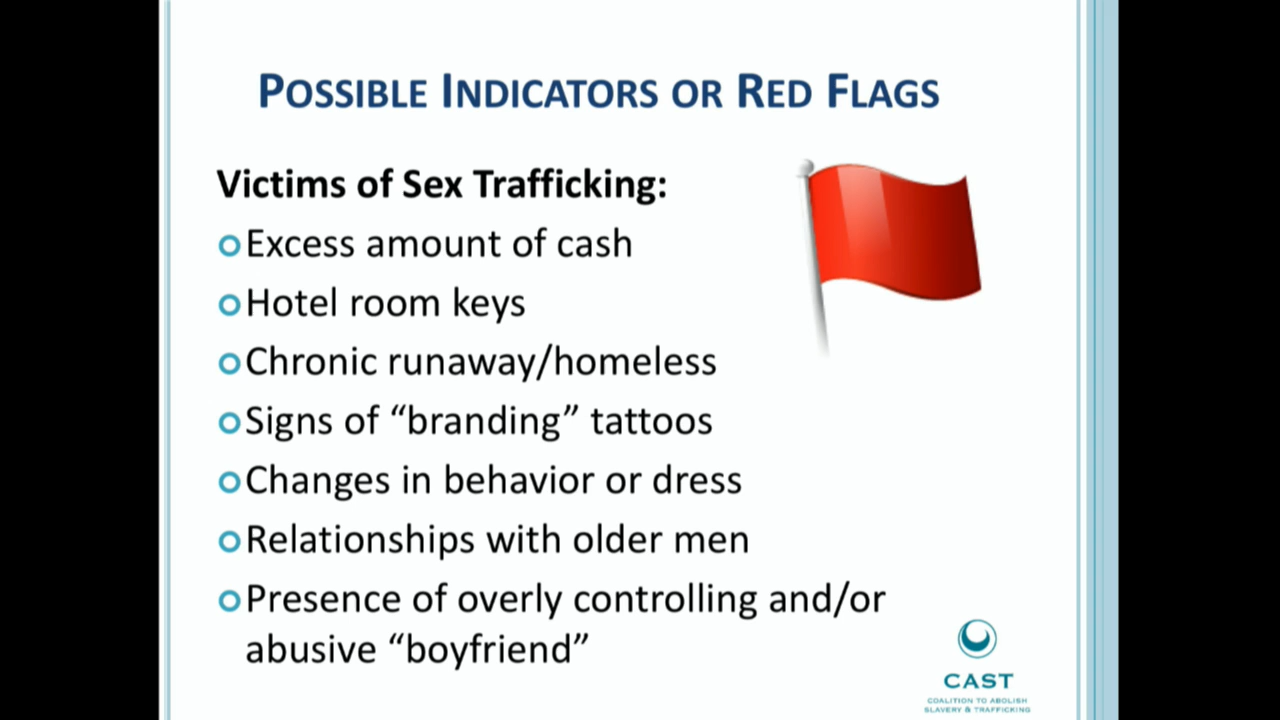 POSSIBLE INDICATORS OR RED FLAGS
Victims of Sex Trafficking:
Excess amount of cash
Hotel room keys
Chronic runaway/homeless
Signs of “branding” tattoos
Changes in behavior or dress
Relationships with older men
Presence of overly controlling and/or
abusive “boyfriend”
CAST
COALITION TO ABOLISH
SLAVERY & TRAFFICKING